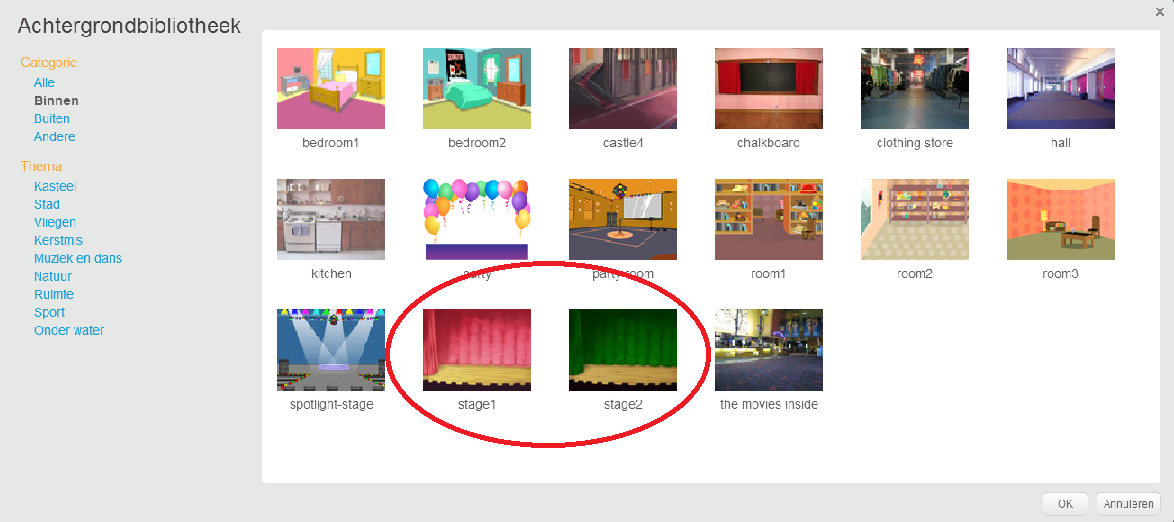 Achtergrondbibliotheek
Categorie
Alle
Binnen
Buiten
Andere
Thema
Kasteel
Stad
Vliegen
Kerstmis
Muziek en dans
Natuur
Ruimte
Sport
Onder water
bedroom1 bedroom2 castle4 chalkboard clothing store hall
kitchen party party room room1 room2 room3
spotlight-stage stage1 stage2 the movies inside
OK Annuleren